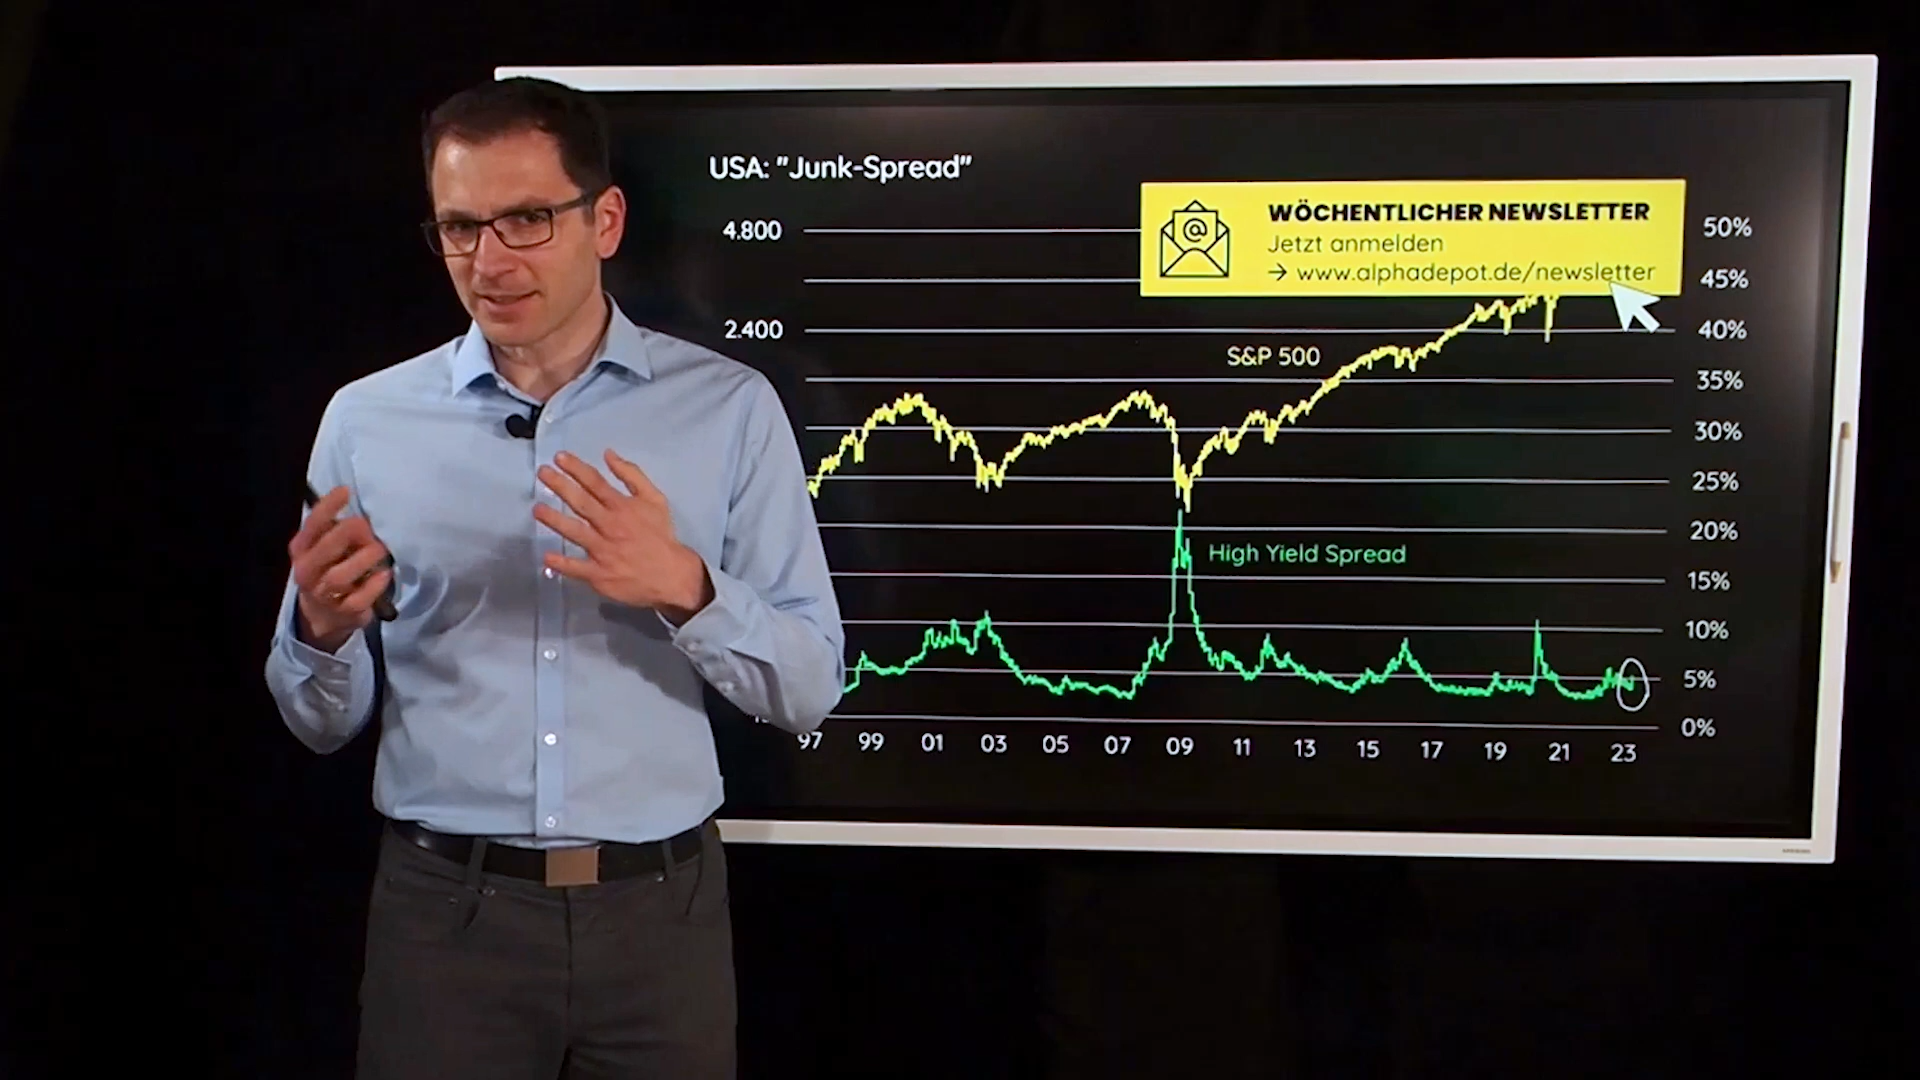 USA: "Junk-Spread"
WÖCHENTLICHER NEWSLETTER
Jetzt anmelden
→ www.alphadepot.de/newsletter
4.800
2.400
50%
45%
40%
35%
30%
25%
20%
15%
10%
5%
0%
S&P 500
High Yield Spread
97 99 01 03 05 07 09 11 13 15 17 19 21 23